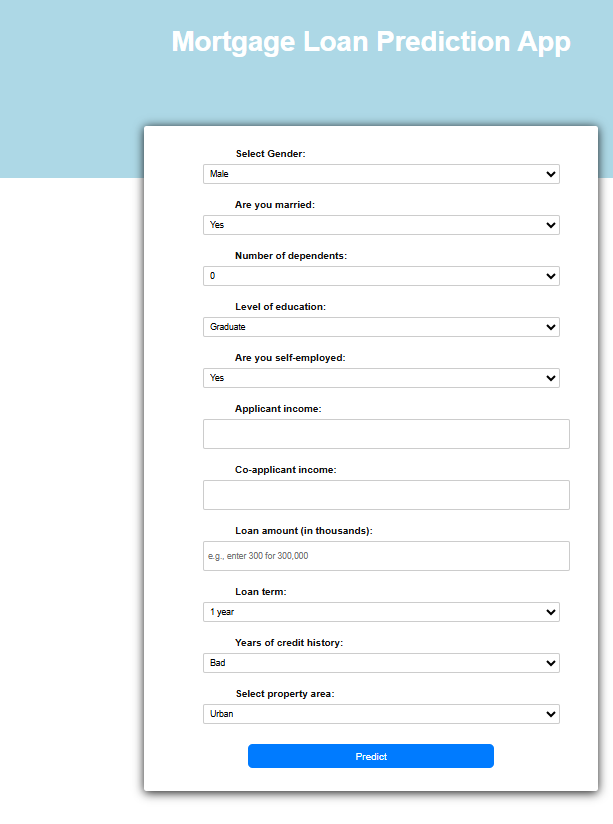 Mortgage Loan Prediction App
Select Gender:
Male
Are you married:
Yes
Number of dependents:
0
Level of education:
Graduate
Are you self-employed:
Yes
Applicant income:
Co-applicant income:
Loan amount (in thousands):
e.g., enter 300 for 300,000
Loan term:
1 year
Years of credit history:
Bad
Select property area:
Urban
Predict